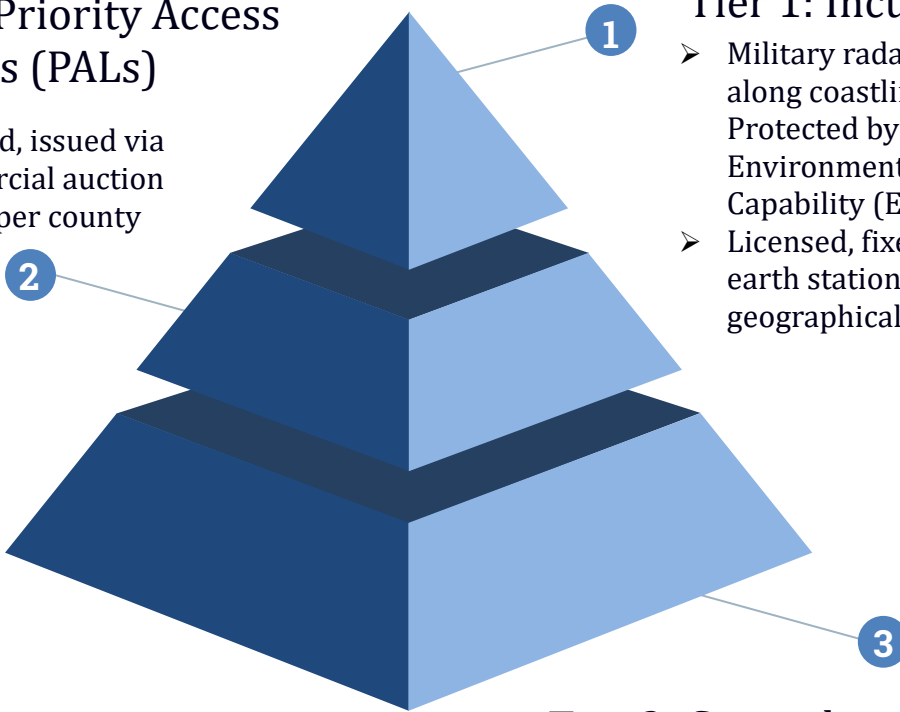 Priority Access
s (PALs)
d, issued via
rcial auction
per county
2
1
Tier 1: Incu
Military rada
along coastli
Protected by
Environment
Capability (E
Licensed, fixe
earth station
geographical
3